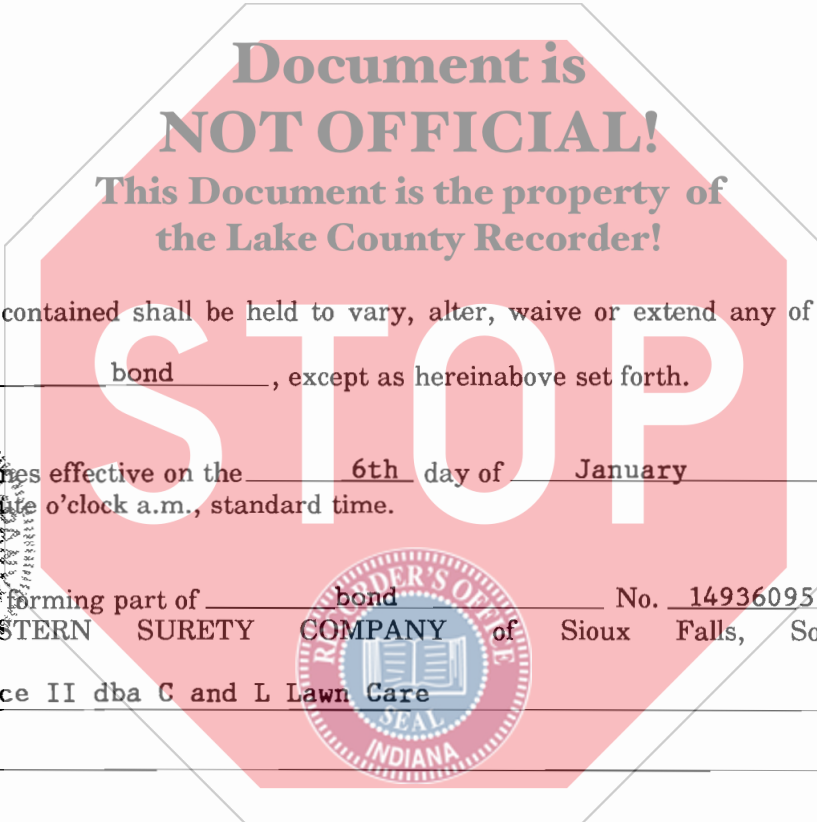 Document is
NOT OFFICIAL!
This Document is the property of
the Lake County Recorder!
contained shall be held to vary, alter, waive or extend any of
STOP
bond, except as hereinabove set forth.
effective on the 6th day of January
o'clock a.m., standard time.
forming part of bond No. 14936095
STERN SURETY COMPANY of Sioux Falls, So
ce II dba C and L Lawn Care
RECORDER'S OFFICE
SEAL
INDIANA